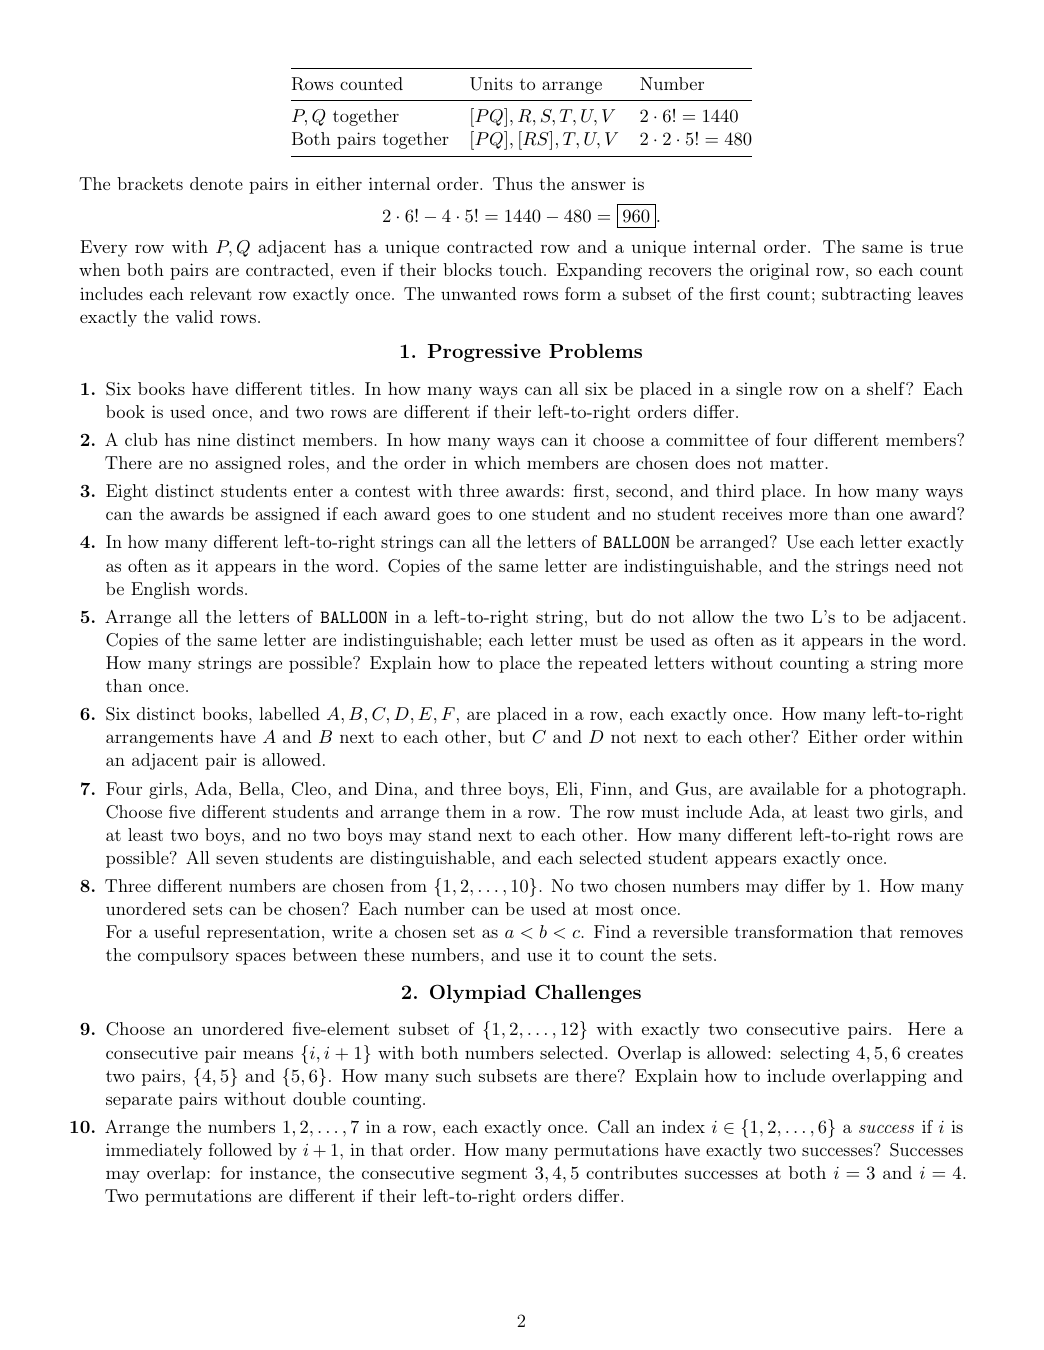 Rows counted Units to arrange Number
P, Q together [PQ], R, S, T, U, V 2 · 6! = 1440
Both pairs together [PQ], [RS], T, U, V 2 · 2 · 5! = 480
The brackets denote pairs in either internal order. Thus the answer is
2 · 6! − 4 · 5! = 1440 − 480 = 960.
Every row with P, Q adjacent has a unique contracted row and a unique internal order. The same is true
when both pairs are contracted, even if their blocks touch. Expanding recovers the original row, so each count
includes each relevant row exactly once. The unwanted rows form a subset of the first count; subtracting leaves
exactly the valid rows.
1. Progressive Problems
1. Six books have different titles. In how many ways can all six be placed in a single row on a shelf? Each
book is used once, and two rows are different if their left-to-right orders differ.
2. A club has nine distinct members. In how many ways can it choose a committee of four different members?
There are no assigned roles, and the order in which members are chosen does not matter.
3. Eight distinct students enter a contest with three awards: first, second, and third place. In how many ways
can the awards be assigned if each award goes to one student and no student receives more than one award?
4. In how many different left-to-right strings can all the letters of BALLOON be arranged? Use each letter exactly
as often as it appears in the word. Copies of the same letter are indistinguishable, and the strings need not
be English words.
5. Arrange all the letters of BALLOON in a left-to-right string, but do not allow the two L's to be adjacent.
Copies of the same letter are indistinguishable; each letter must be used as often as it appears in the word.
How many strings are possible? Explain how to place the repeated letters without counting a string more
than once.
6. Six distinct books, labelled A, B, C, D, E, F, are placed in a row, each exactly once. How many left-to-right
arrangements have A and B next to each other, but C and D not next to each other? Either order within
an adjacent pair is allowed.
7. Four girls, Ada, Bella, Cleo, and Dina, and three boys, Eli, Finn, and Gus, are available for a photograph.
Choose five different students and arrange them in a row. The row must include Ada, at least two girls, and
at least two boys, and no two boys may stand next to each other. How many different left-to-right rows are
possible? All seven students are distinguishable, and each selected student appears exactly once.
8. Three different numbers are chosen from {1, 2, . . . , 10}. No two chosen numbers may differ by 1. How many
unordered sets can be chosen? Each number can be used at most once.
For a useful representation, write a chosen set as a < b < c. Find a reversible transformation that removes
the compulsory spaces between these numbers, and use it to count the sets.
2. Olympiad Challenges
9. Choose an unordered five-element subset of {1, 2, . . . , 12} with exactly two consecutive pairs. Here a
consecutive pair means {i, i + 1} with both numbers selected. Overlap is allowed: selecting 4, 5, 6 creates
two pairs, {4, 5} and {5, 6}. How many such subsets are there? Explain how to include overlapping and
separate pairs without double counting.
10. Arrange the numbers 1, 2, . . . , 7 in a row, each exactly once. Call an index i ∈ {1, 2, . . . , 6} a success if i is
immediately followed by i + 1, in that order. How many permutations have exactly two successes? Successes
may overlap: for instance, the consecutive segment 3, 4, 5 contributes successes at both i = 3 and i = 4.
Two permutations are different if their left-to-right orders differ.
2